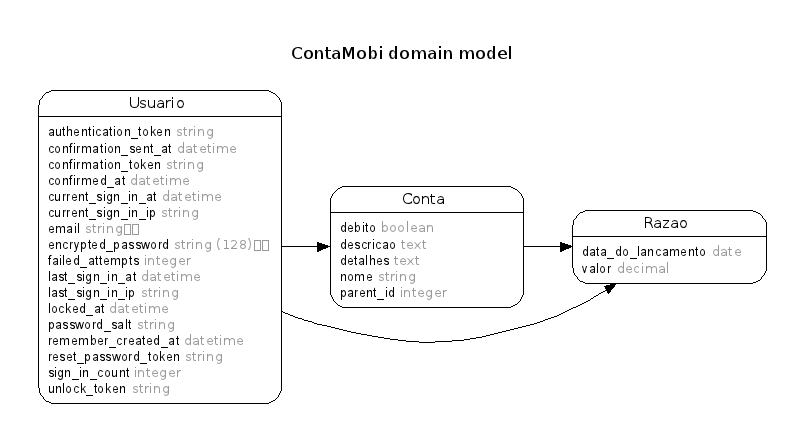 ContaMobi domain model
Usuario
authentication_token string
confirmation_sent_at datetime
confirmation_token string
confirmed_at datetime
current_sign_in_at datetime
current_sign_in_ip string
email string
encrypted_password string (128)
failed_attempts integer
last_sign_in_at datetime
last_sign_in_ip string
locked_at datetime
password_salt string
remember_created_at datetime
reset_password_token string
sign_in_count integer
unlock_token string
Conta
debito boolean
descricao text
detalhes text
nome string
parent_id integer
Razao
data_do_lancamento date
valor decimal